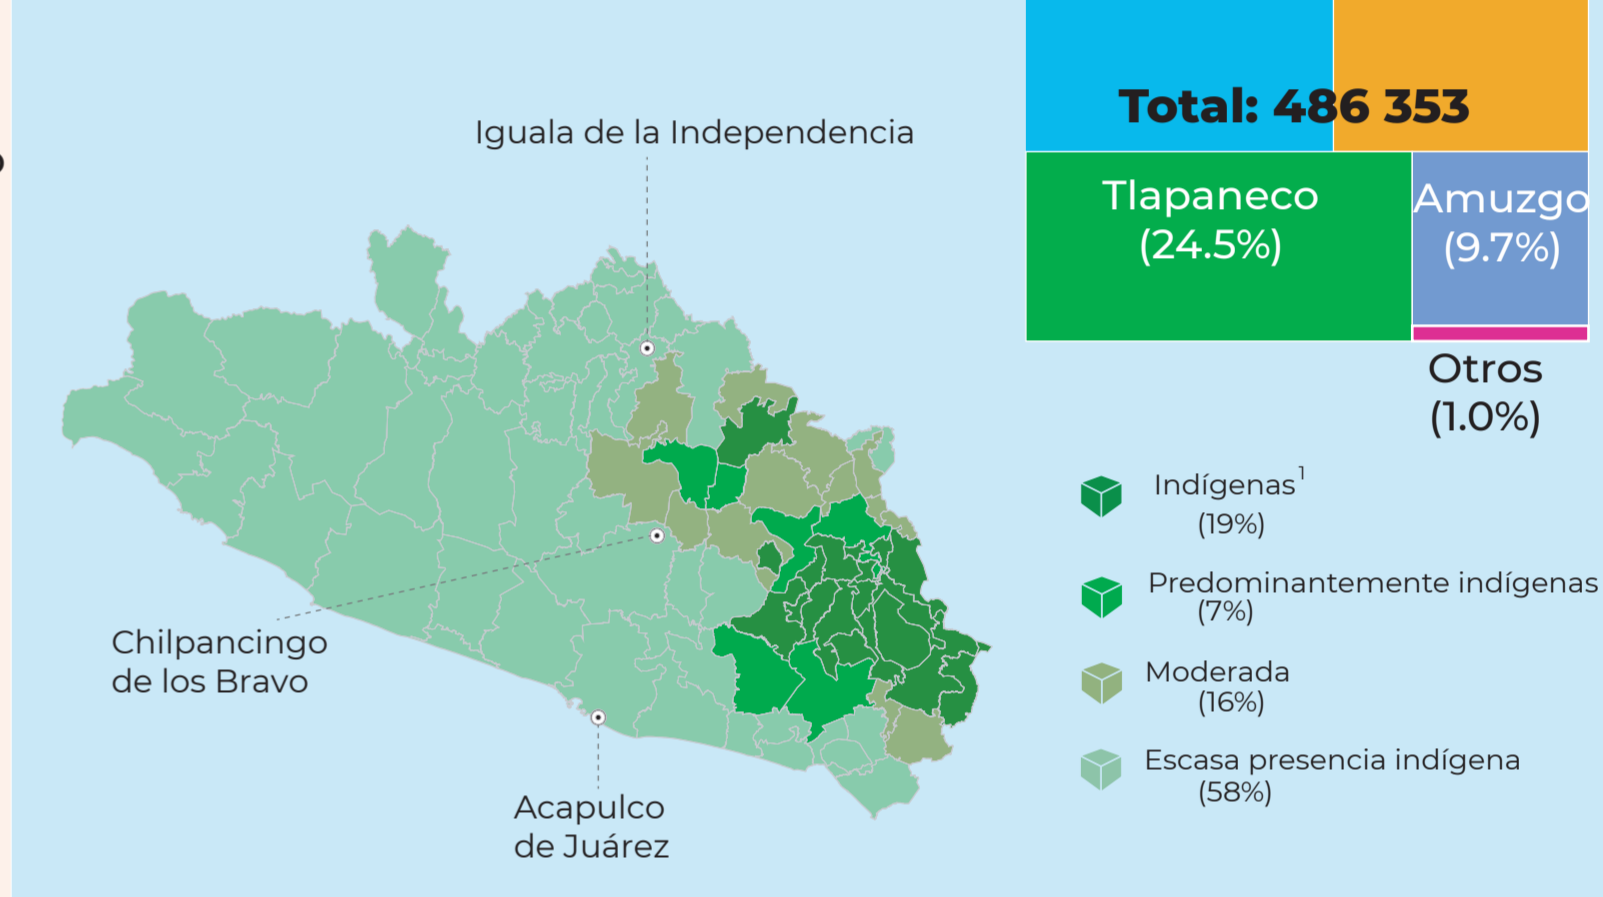 Total: 486 353
Iguala de la Independencia
Tlapaneco
(24.5%)
Amuzgo
(9.7%)
Otros
(1.0%)
Indígenas¹
(19%)
Predominantemente indígenas
(7%)
Moderada
(16%)
Escasa presencia indígena
(58%)
Chilpancingo
de los Bravo
Acapulco
de Juárez